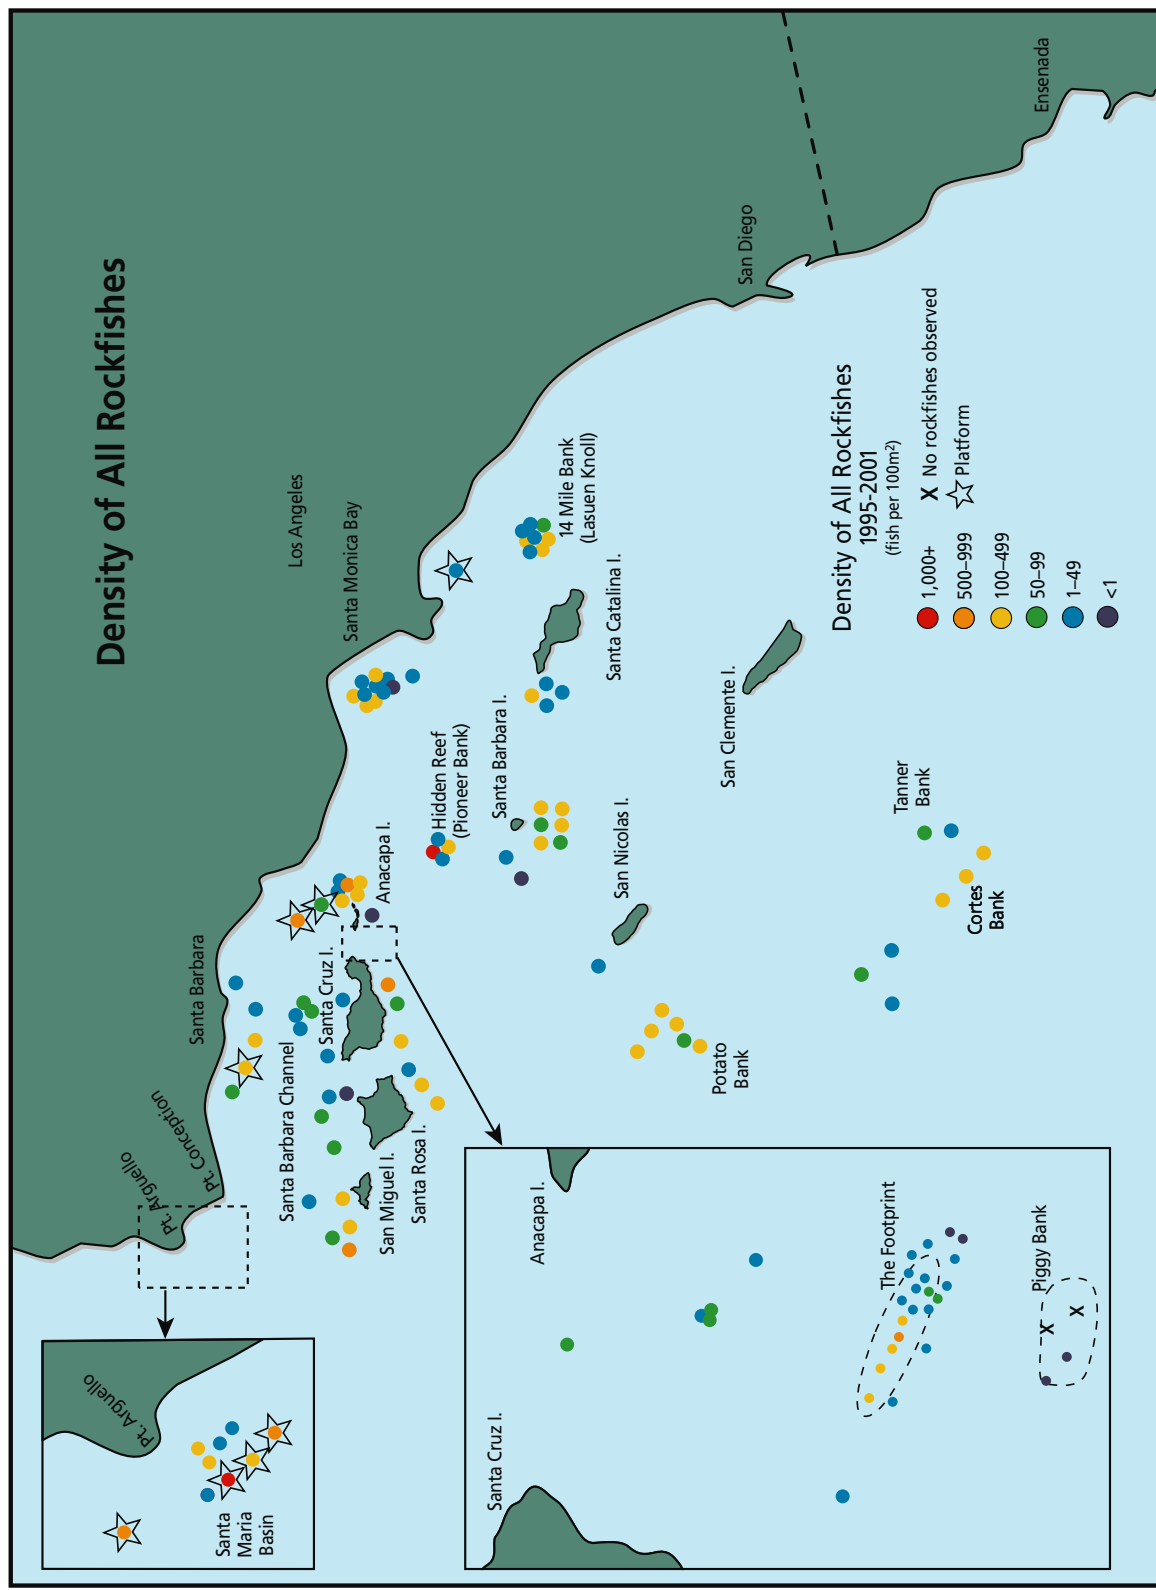 Density of All Rockfishes
Ensenada
San Diego
Los Angeles
Santa Monica Bay
14 Mile Bank
(Lasuen Knoll)
Santa Catalina I.
San Clemente I.
Hidden Reef
(Pioneer Bank)
Santa Barbara I.
Anacapa I.
San Nicolas I.
Tanner
Bank
Cortes
Bank
Potato
Bank
Santa Barbara
Santa Cruz I.
Santa Barbara Channel
Santa Rosa I.
San Miguel I.
Pt. Conception
Pt. Arguello
Density of All Rockfishes
1995-2001
(fish per 100m²)
1,000+
500–999
100–499
50–99
1–49
<1
X No rockfishes observed
Platform
Pt. Arguello
Santa
Maria
Basin
Anacapa I.
Santa Cruz I.
The Footprint
Piggy Bank
X
X